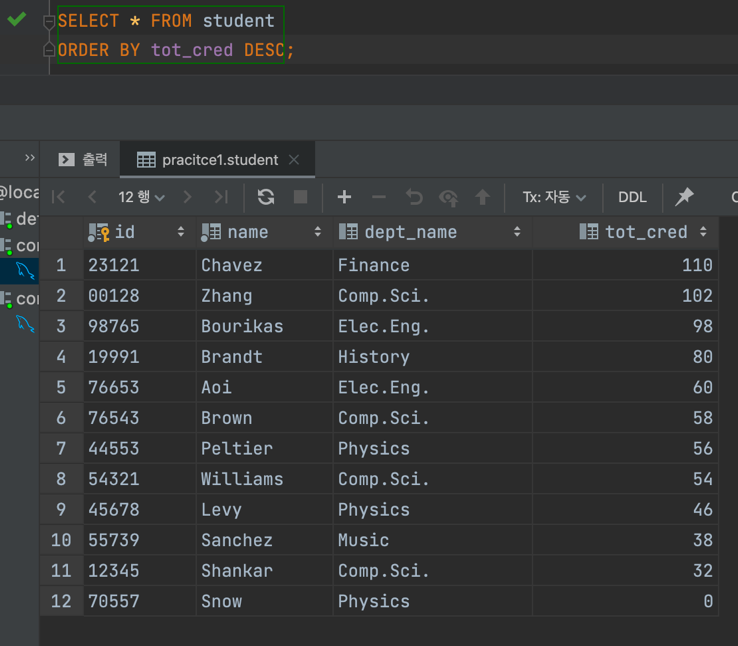 SELECT * FROM student
ORDER BY tot_cred DESC;
출력 pracitce1.student
12 행 Tx: 자동 DDL
@loca
de
co
co
id name dept_name tot_cred
1 23121 Chavez Finance 110
2 00128 Zhang Comp.Sci. 102
3 98765 Bourikas Elec.Eng. 98
4 19991 Brandt History 80
5 76653 Aoi Elec.Eng. 60
6 76543 Brown Comp.Sci. 58
7 44553 Peltier Physics 56
8 54321 Williams Comp.Sci. 54
9 45678 Levy Physics 46
10 55739 Sanchez Music 38
11 12345 Shankar Comp.Sci. 32
12 70557 Snow Physics 0